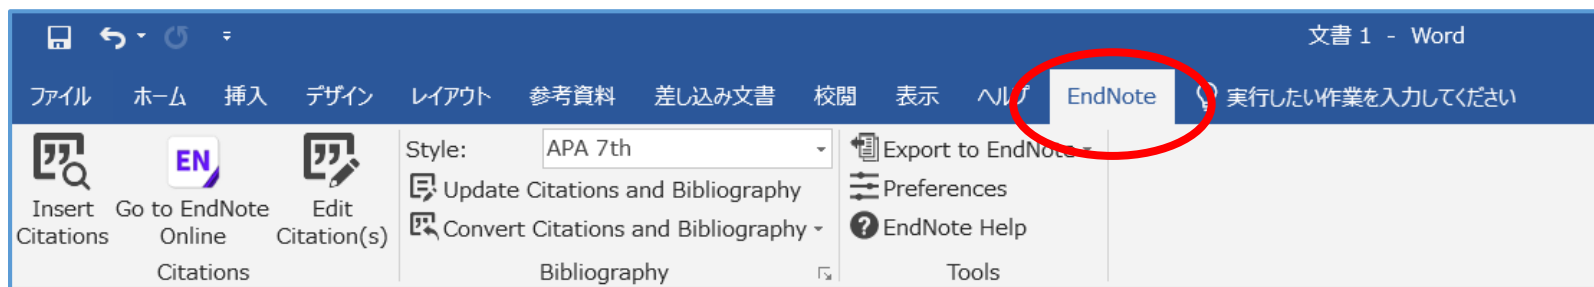 文書 1 - Word
ファイル ホーム 挿入 デザイン レイアウト 参考資料 差し込み文書 校閲 表示 ヘルプ EndNote 実行したい作業を入力してください
EN
Insert Citations
Go to EndNote Online
Edit Citation(s)
Citations
Style: APA 7th
Update Citations and Bibliography
Convert Citations and Bibliography
Bibliography
Export to EndNote
Preferences
EndNote Help
Tools